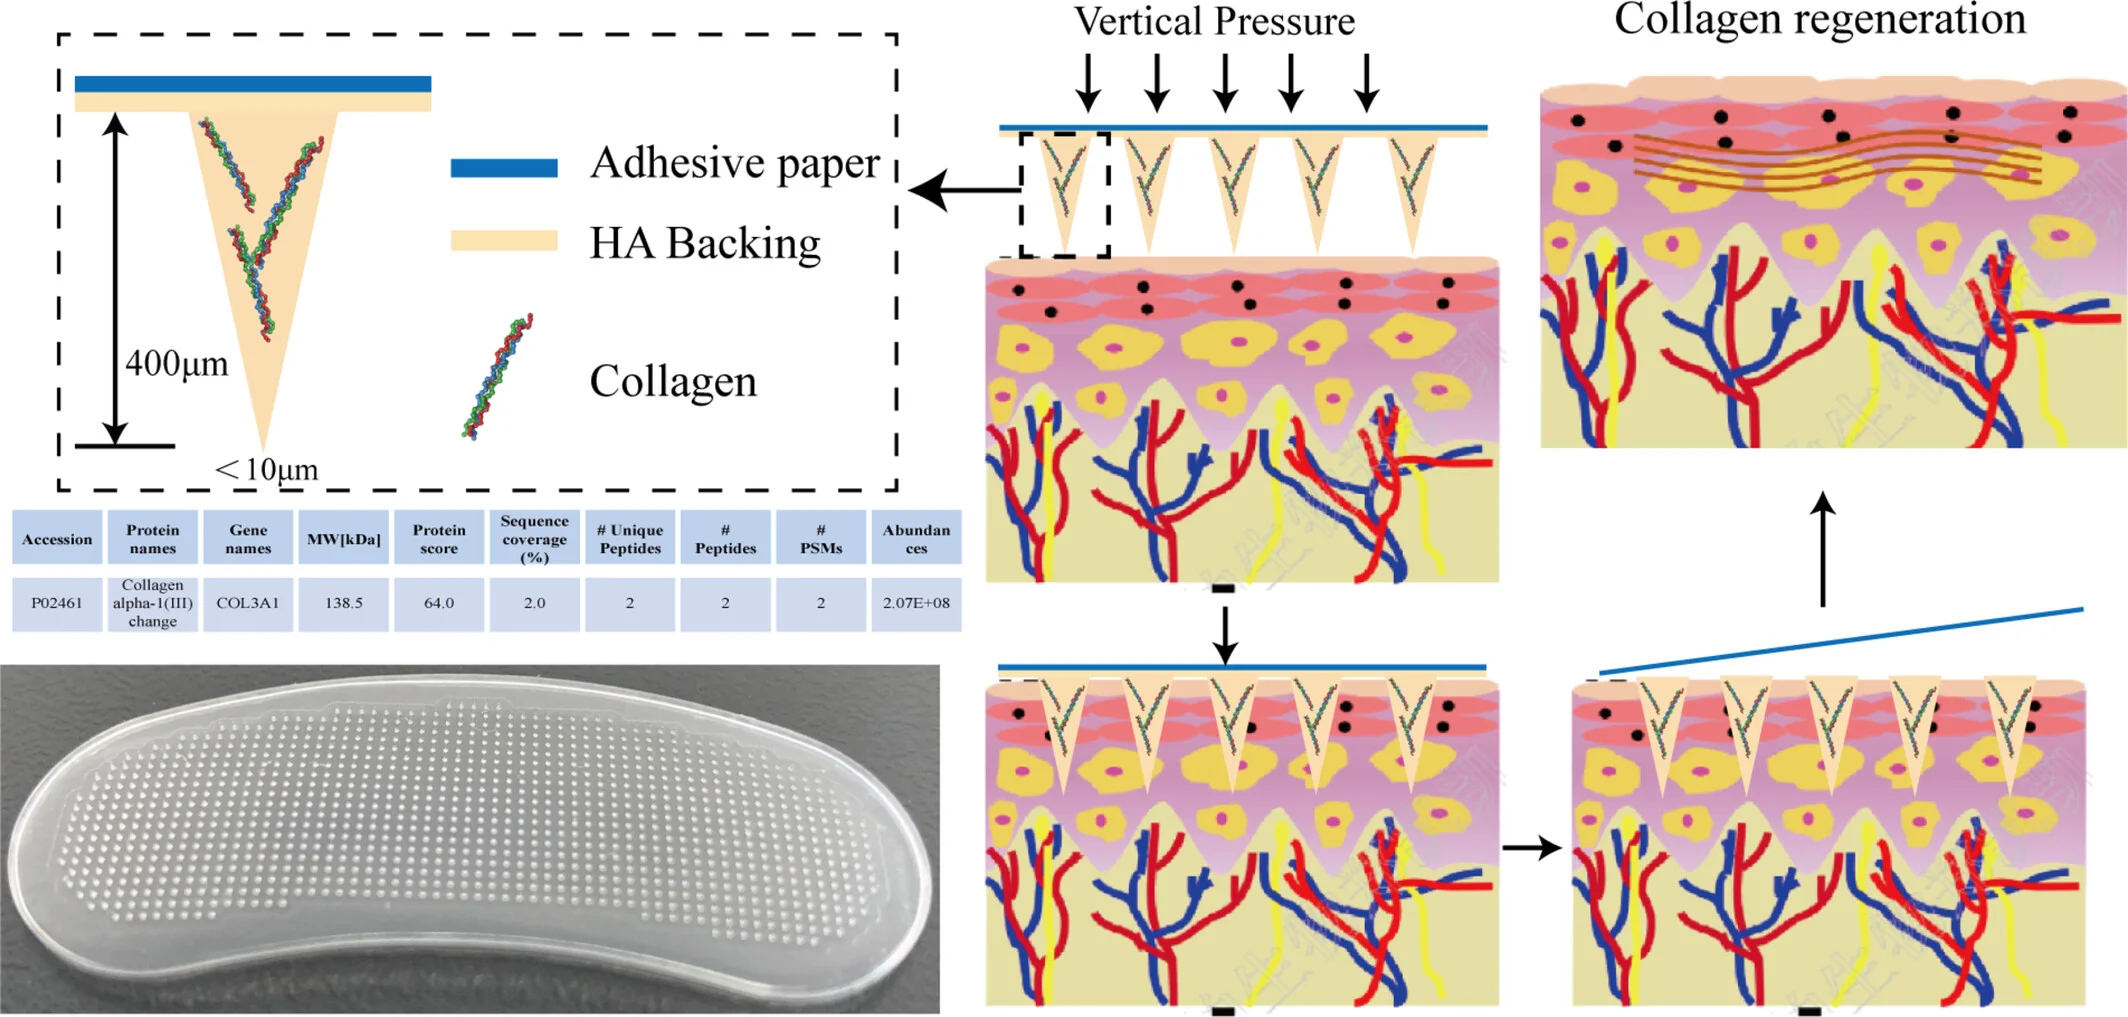 Vertical Pressure
Collagen regeneration
Adhesive paper
HA Backing
Collagen
400μm
<10μm
Accession
Protein
names
Gene
names
MW[kDa]
Protein
score
Sequence
coverage
(%)
# Unique
Peptides
#
Peptides
#
PSMs
Abundan
ces
P02461
Collagen
alpha-1(III)
change
COL3A1
138.5
64.0
2.0
2
2
2
2.07E+08